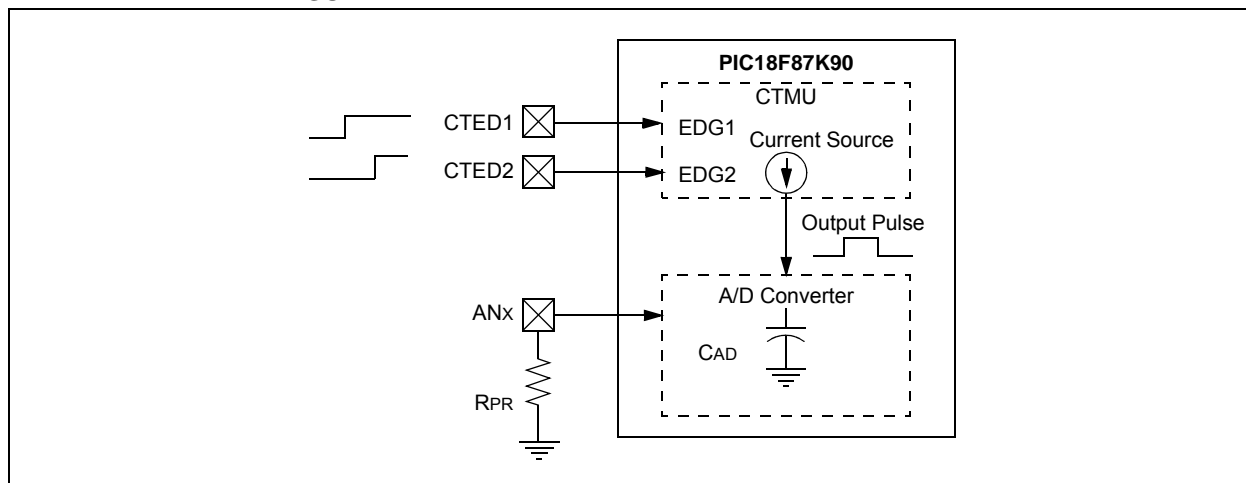 PIC18F87K90
CTMU
CTED1
EDG1
Current Source
CTED2
EDG2
Output Pulse
A/D Converter
ANX
CAD
RPR